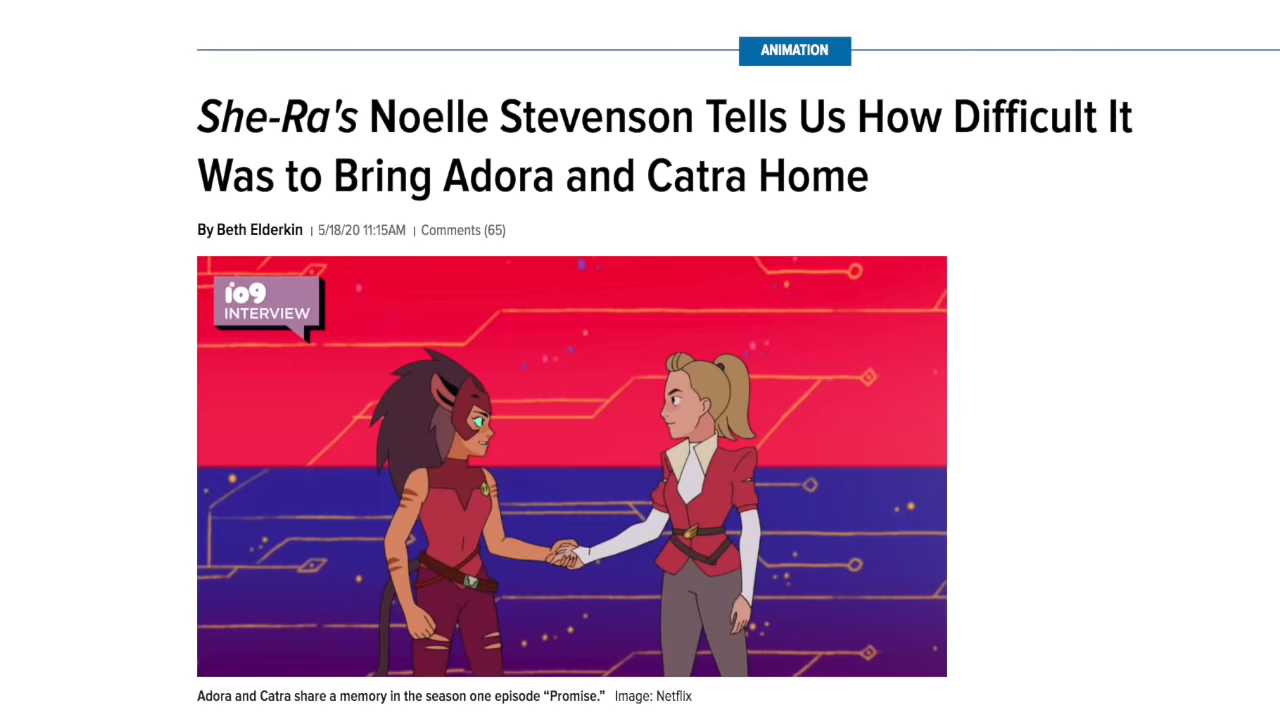 ANIMATION
She-Ra's Noelle Stevenson Tells Us How Difficult It
Was to Bring Adora and Catra Home
By Beth Elderkin | 5/18/20 11:15AM | Comments (65)
io9
INTERVIEW
Adora and Catra share a memory in the season one episode “Promise.” Image: Netflix